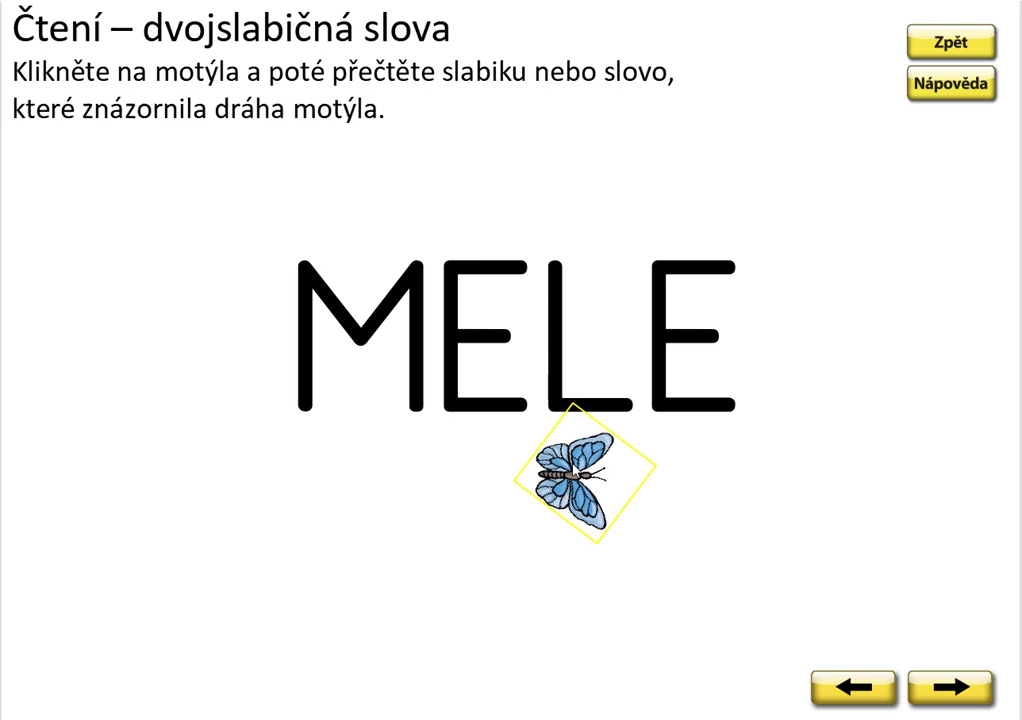 Čtení – dvojslabičná slova
Klikněte na motýla a poté přečtěte slabiku nebo slovo,
které znázornila dráha motýla.
Zpět
Nápověda
MELE